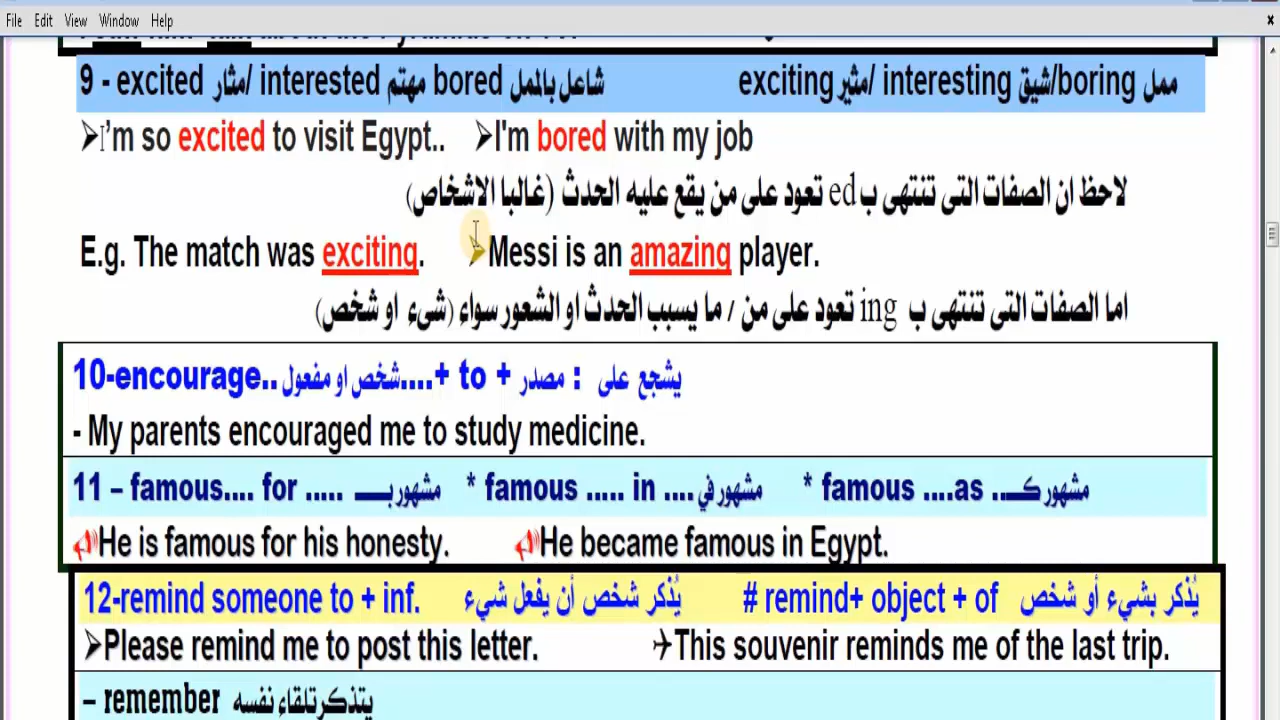 File Edit View Window Help
9 - excited مثار/ interested مهتم bored شاعل بالملل exciting مثير/ interesting شيق/boring ممل
I'm so excited to visit Egypt.. I'm bored with my job
لاحظ ان الصفات التى تنتهى ب ed تعود على من يقع عليه الحدث (غالبا الاشخاص)
E.g. The match was exciting. Messi is an amazing player.
اما الصفات التى تنتهى ب ing تعود على من / ما يسبب الحدث او الشعور سواء (شىء او شخص)
10-encourage.. شخص او مفعول....+ to + مصدر : يشجع على
- My parents encouraged me to study medicine.
11 – famous.... for ..... مشهور بـــــ * famous ..... in .... مشهور في * famous ....as .. مشهور كـــ
He is famous for his honesty. He became famous in Egypt.
12-remind someone to + inf. يُذكر شخص أن يفعل شيء # remind+ object + of يُذكر بشيء أو شخص
Please remind me to post this letter. This souvenir reminds me of the last trip.
– remember يتذكر تلقاء نفسه